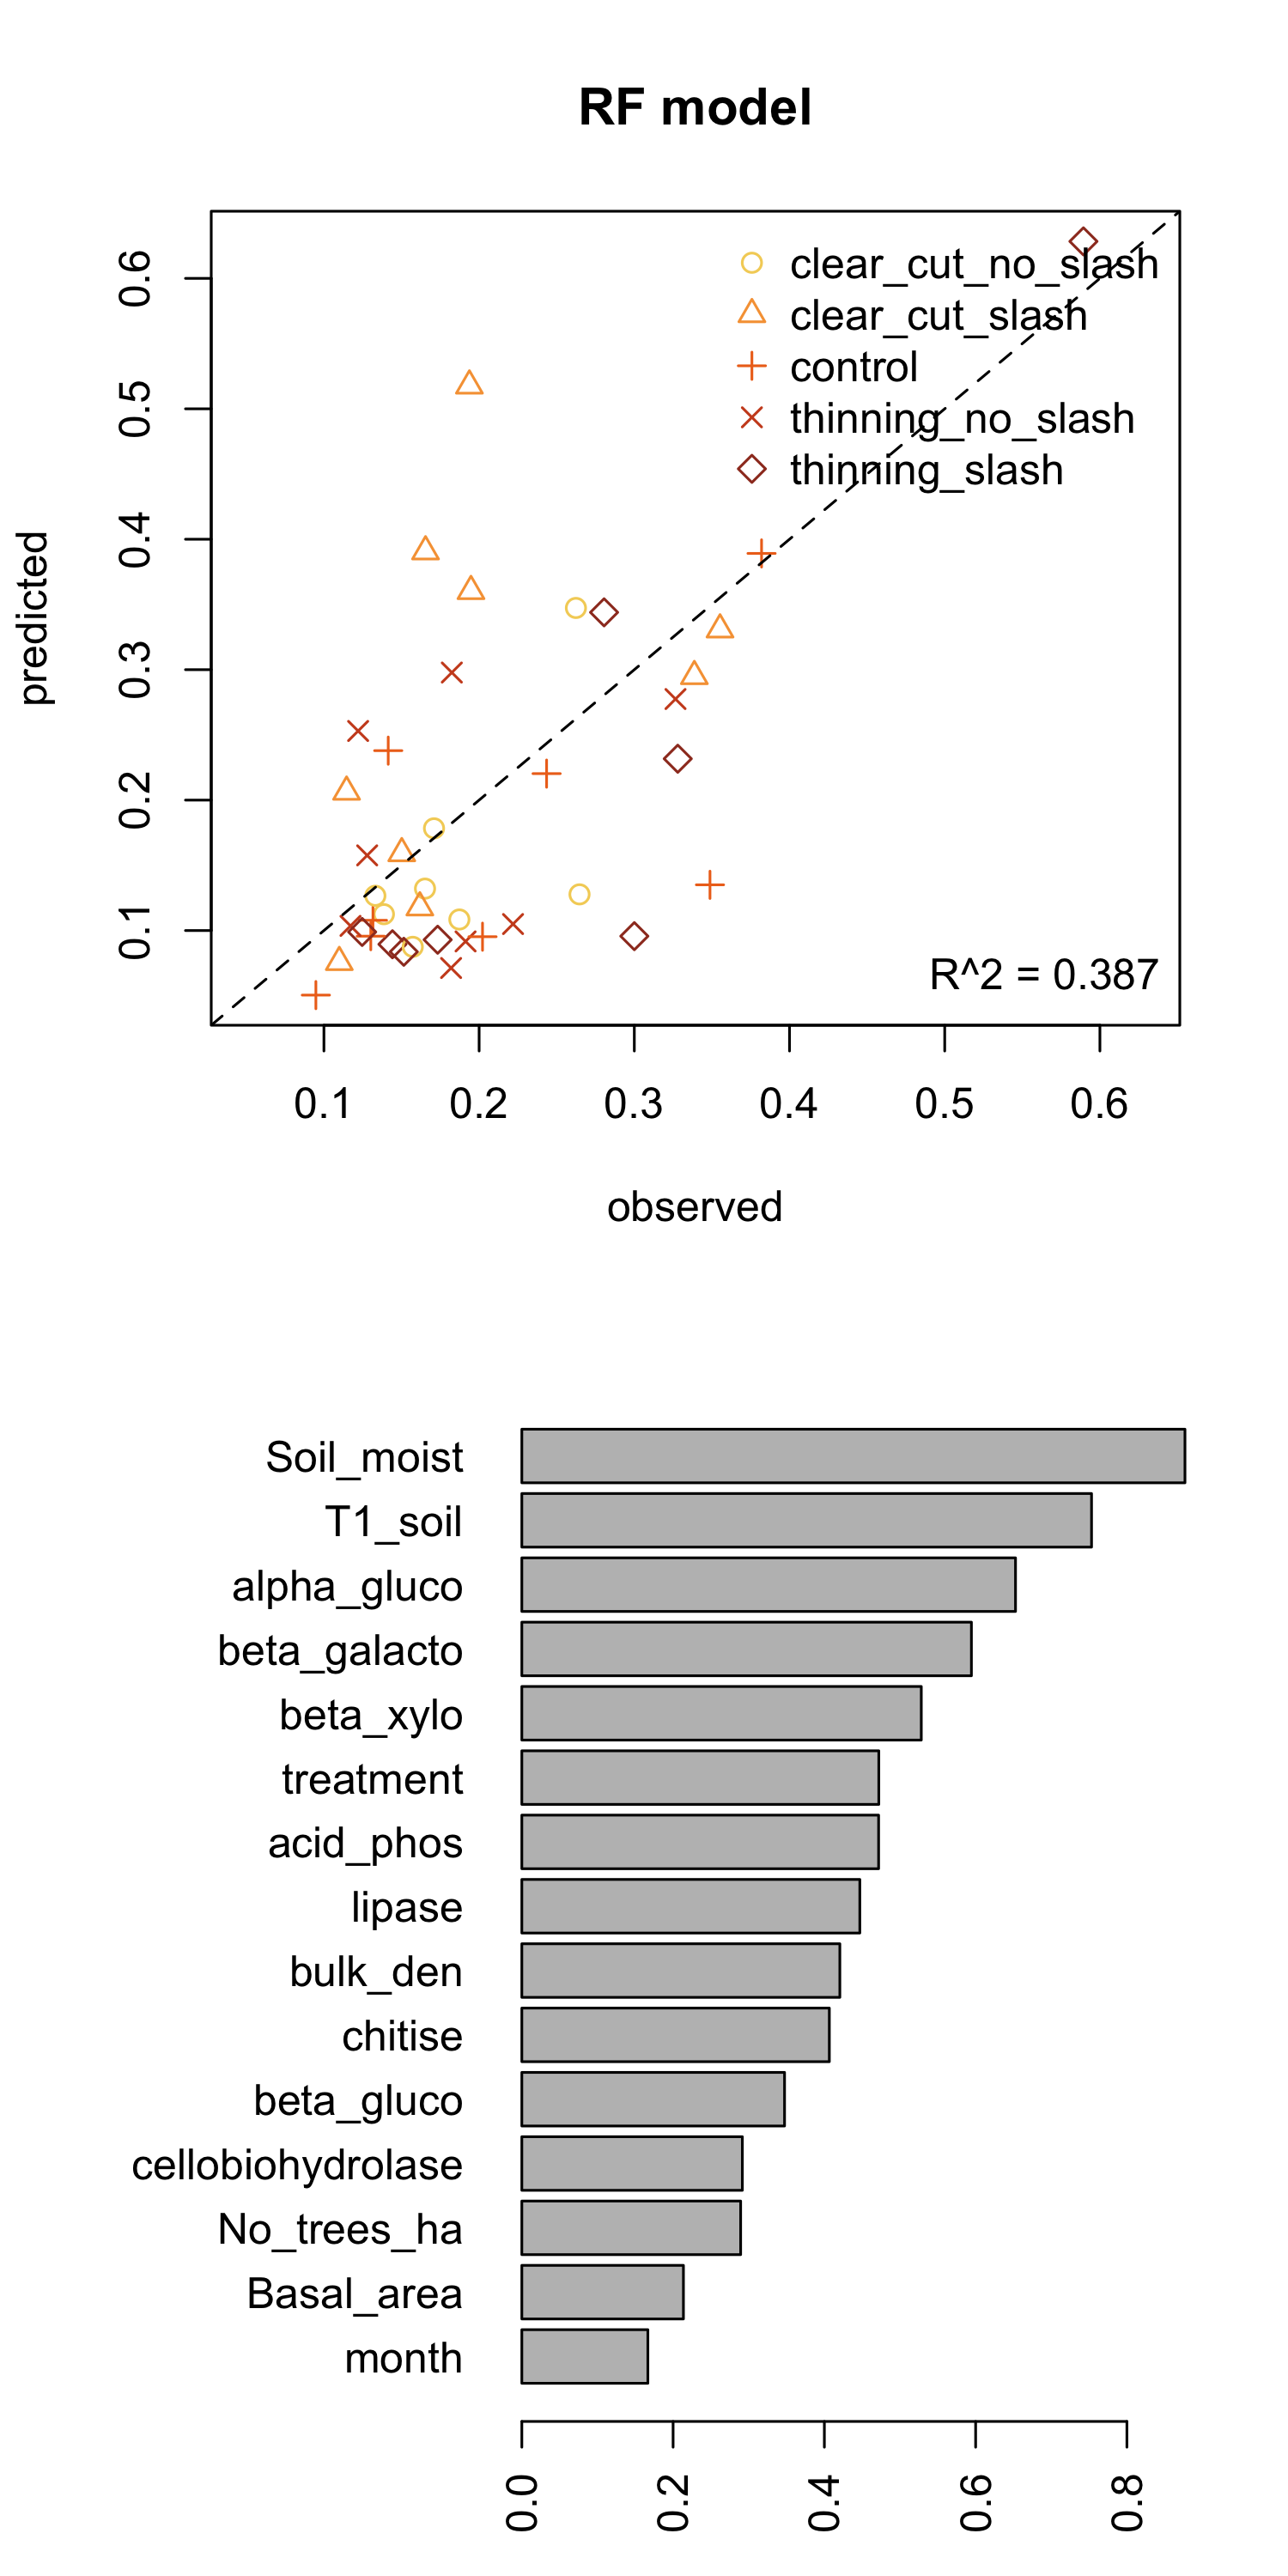 RF model
clear_cut_no_slash
clear_cut_slash
control
thinning_no_slash
thinning_slash
R^2 = 0.387
predicted
0.6
0.5
0.4
0.3
0.2
0.1
0.1 0.2 0.3 0.4 0.5 0.6
observed
Soil_moist
T1_soil
alpha_gluco
beta_galacto
beta_xylo
treatment
acid_phos
lipase
bulk_den
chitise
beta_gluco
cellobiohydrolase
No_trees_ha
Basal_area
month
0.0 0.2 0.4 0.6 0.8